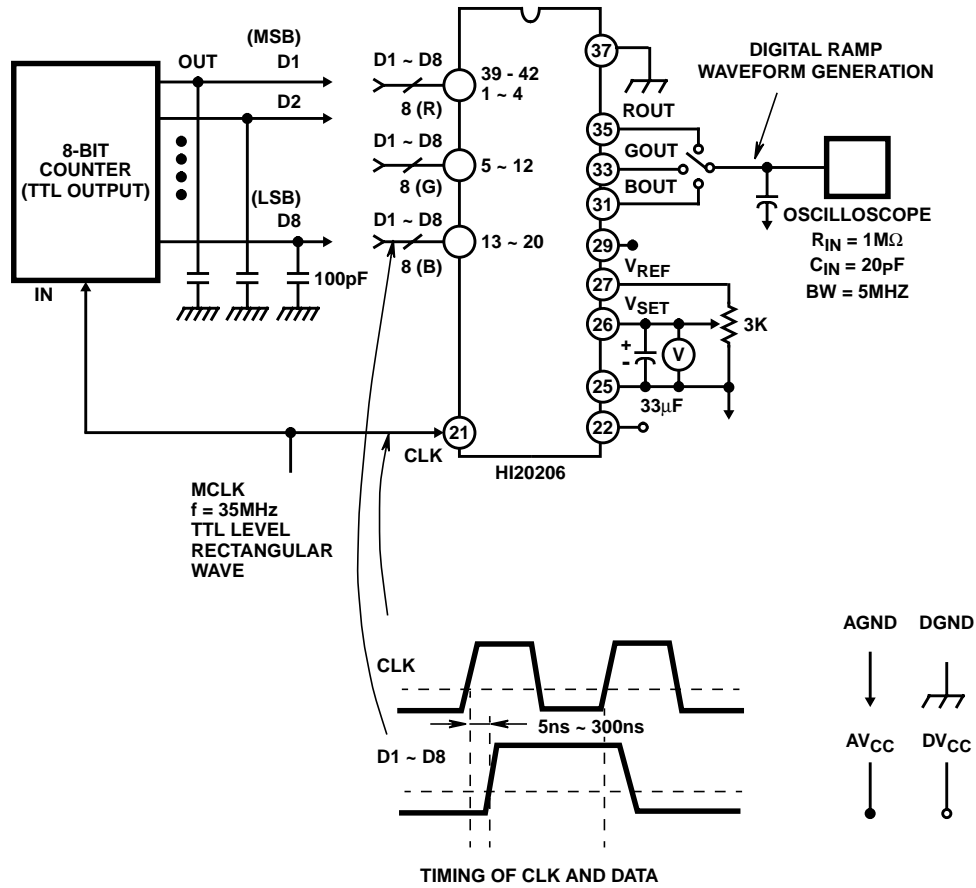 (MSB)
OUT
D1
D2
8-BIT
COUNTER
(TTL OUTPUT)
(LSB)
D8
IN
100pF
D1 ~ D8
8 (R)
39 - 42
1 ~ 4
D1 ~ D8
8 (G)
5 ~ 12
D1 ~ D8
8 (B)
13 ~ 20
CLK
21
HI20206
37
35
ROUT
33
GOUT
31
BOUT
29
27
VREF
26
VSET
25
22
33μF
V
+
-
3K
DIGITAL RAMP
WAVEFORM GENERATION
OSCILLOSCOPE
RIN = 1MΩ
CIN = 20PF
BW = 5MHZ
MCLK
f = 35MHz
TTL LEVEL
RECTANGULAR
WAVE
CLK
5ns ~ 300ns
D1 ~ D8
TIMING OF CLK AND DATA
AGND
DGND
AVCC
DVCC